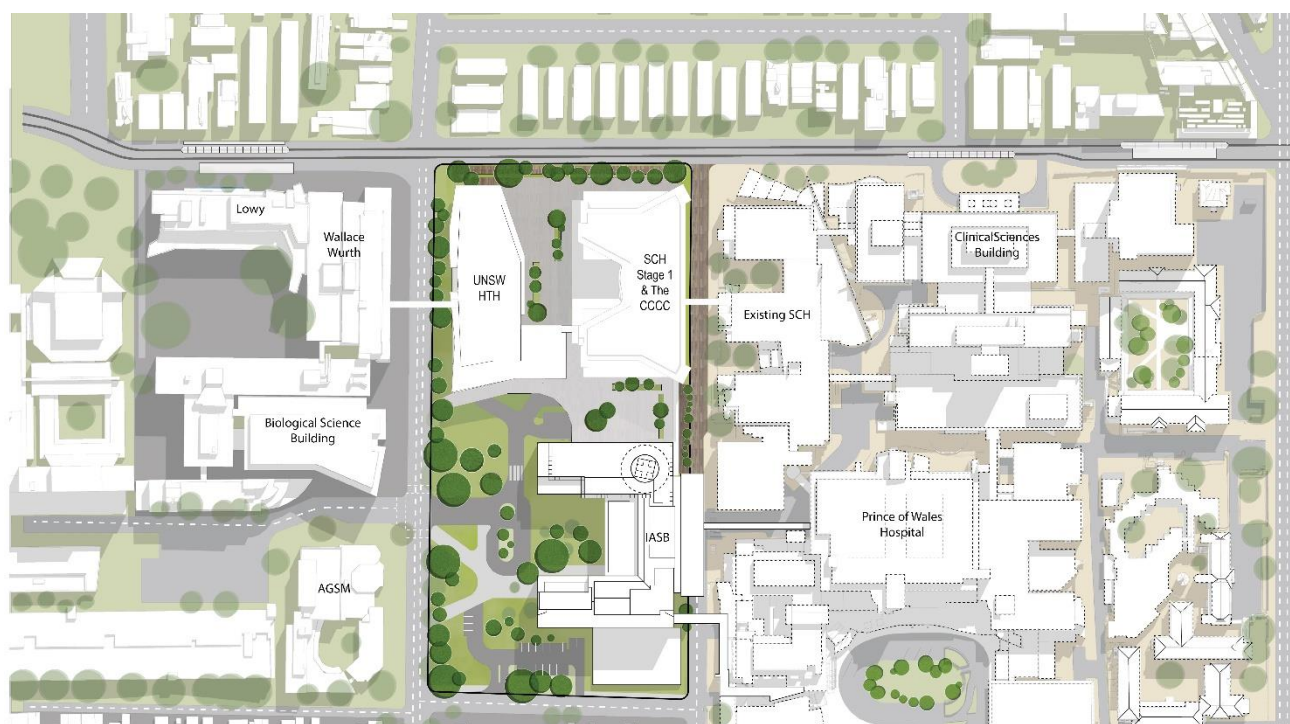 Lowy
Wallace
Wurth
UNSW
HTH
SCH
Stage 1
& The
CCCC
Existing SCH
ClinicalSciences
Building
Biological Science
Building
IASB
Prince of Wales
Hospital
AGSM